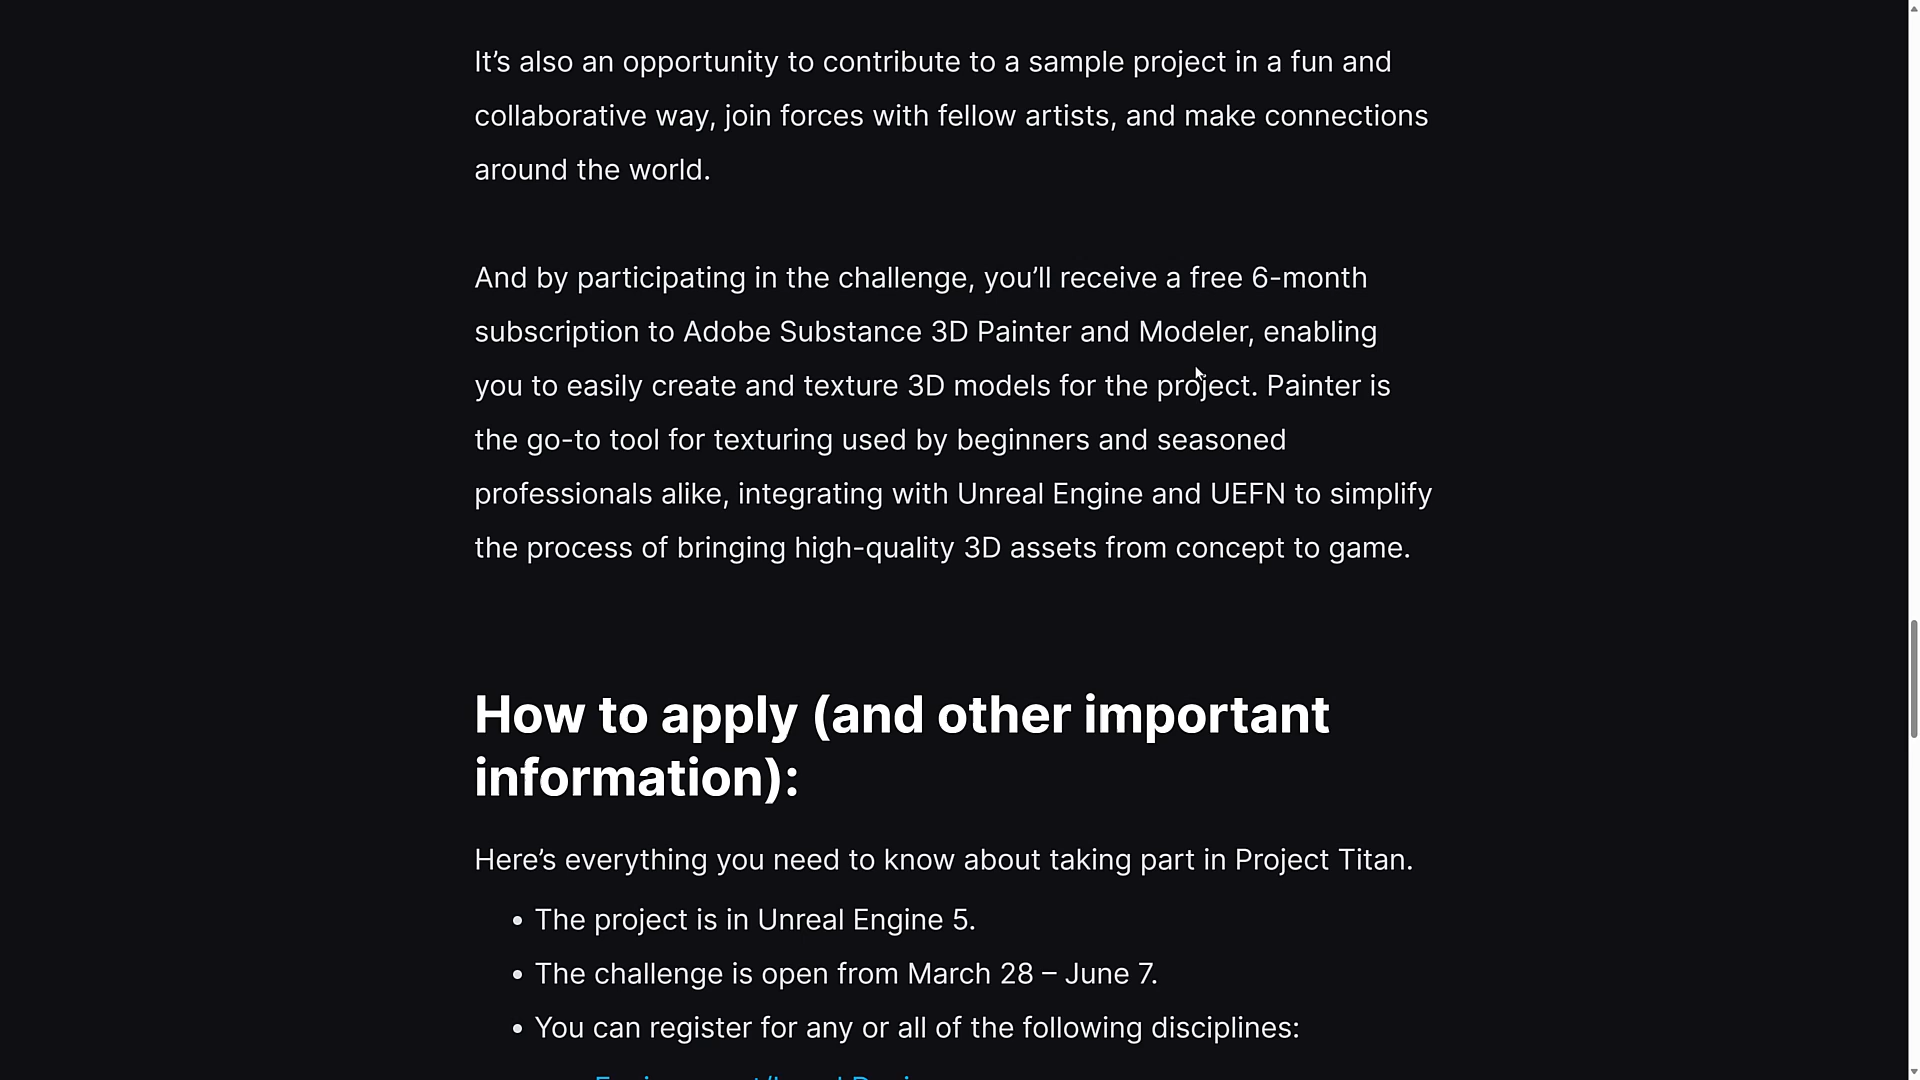 It’s also an opportunity to contribute to a sample project in a fun and
collaborative way, join forces with fellow artists, and make connections
around the world.
And by participating in the challenge, you’ll receive a free 6-month
subscription to Adobe Substance 3D Painter and Modeler, enabling
you to easily create and texture 3D models for the project. Painter is
the go-to tool for texturing used by beginners and seasoned
professionals alike, integrating with Unreal Engine and UEFN to simplify
the process of bringing high-quality 3D assets from concept to game.
How to apply (and other important
information):
Here’s everything you need to know about taking part in Project Titan.
• The project is in Unreal Engine 5.
• The challenge is open from March 28 – June 7.
• You can register for any or all of the following disciplines: